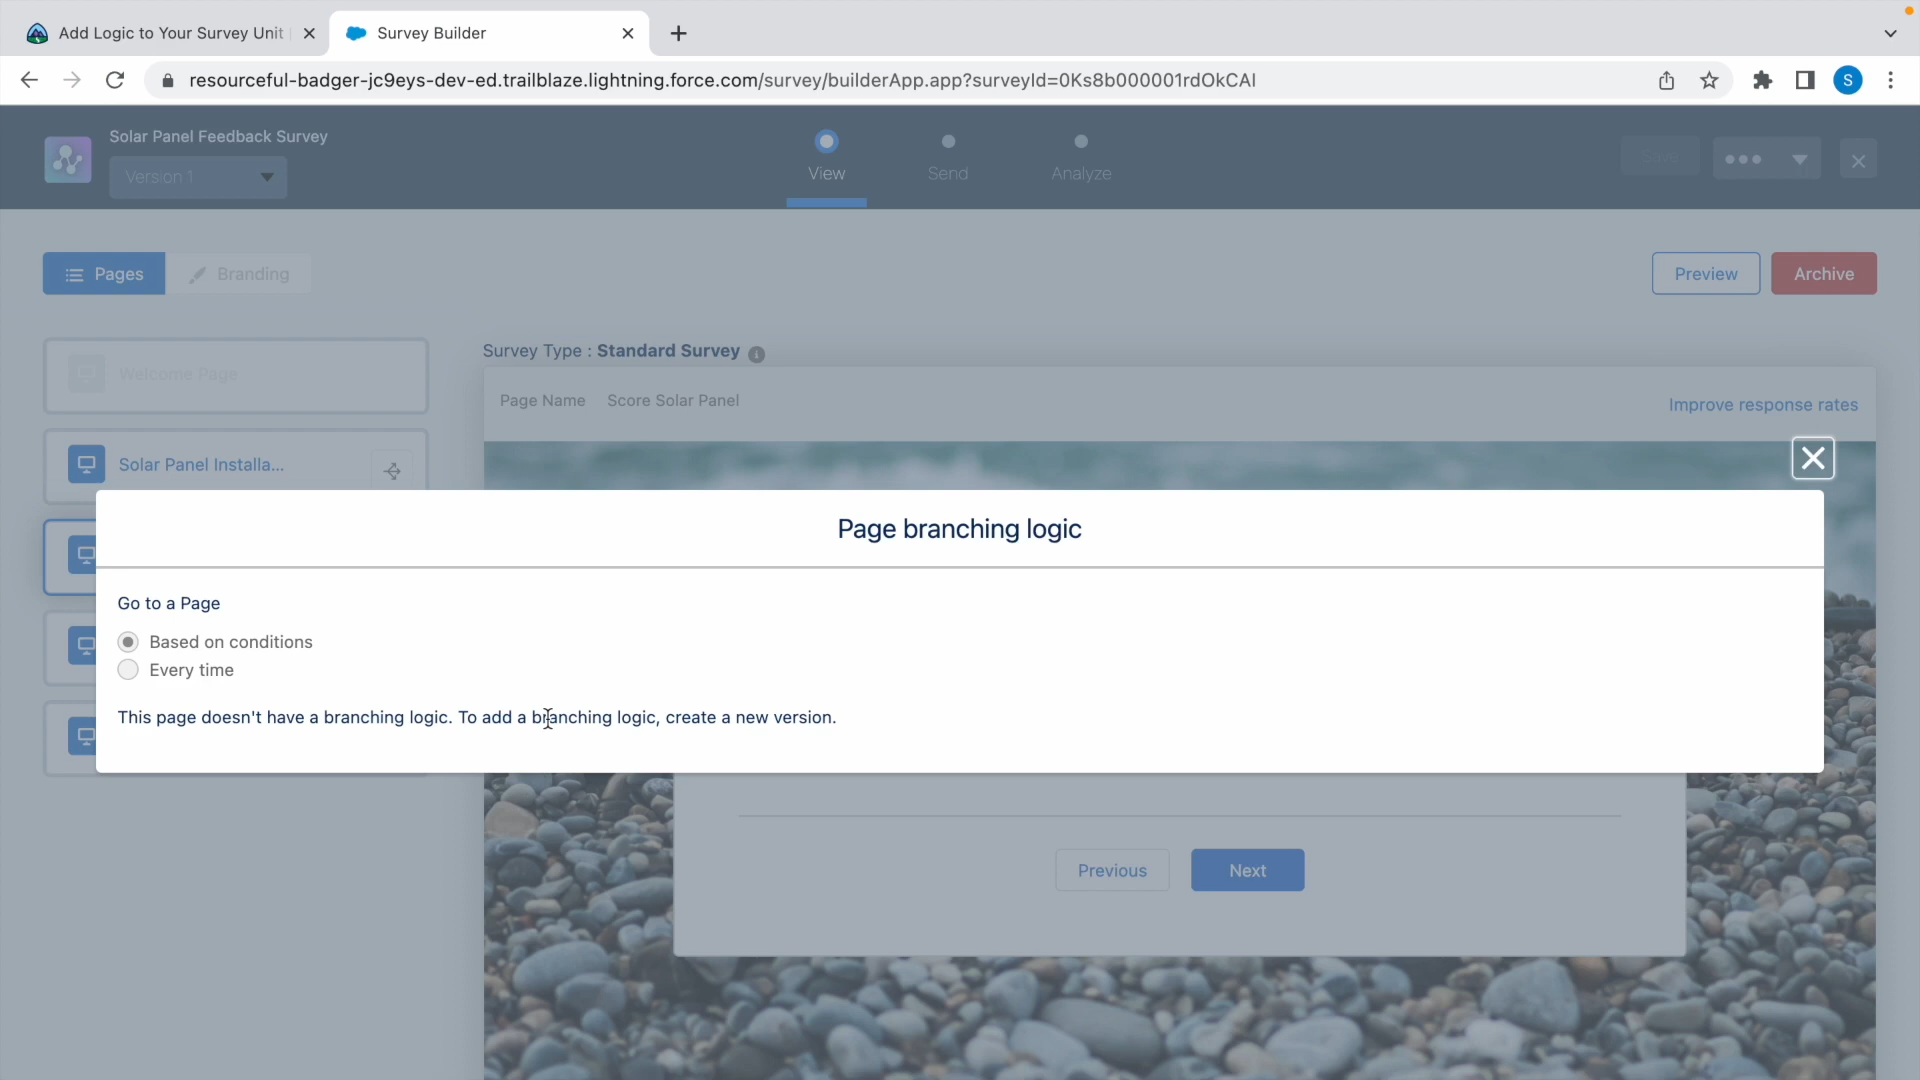 Add Logic to Your Survey Unit
Survey Builder
resourceful-badger-jc9eys-dev-ed.trailblaze.lightning.force.com/survey/builderApp.app?surveyId=0Ks8b000001rdOkCAI
S
Solar Panel Feedback Survey
Version 1
View
Send
Analyze
Save
Pages
Branding
Preview
Archive
Welcome Page
Survey Type : Standard Survey
Page Name Score Solar Panel
Improve response rates
Solar Panel Installa...
Page branching logic
Go to a Page
Based on conditions
Every time
This page doesn't have a branching logic. To add a branching logic, create a new version.
Previous
Next